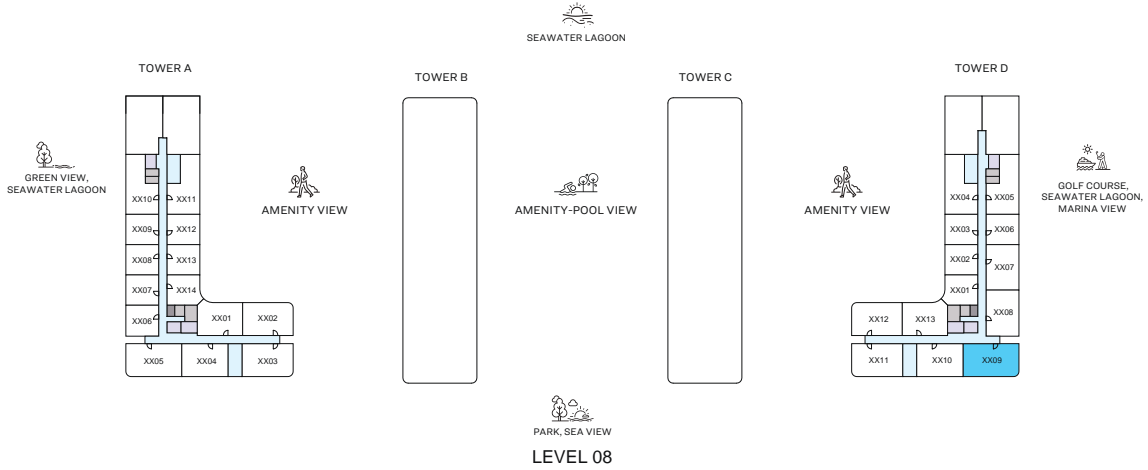 SEAWATER LAGOON
TOWER A
TOWER B
TOWER C
TOWER D
GREEN VIEW,
SEAWATER LAGOON
AMENITY VIEW
AMENITY-POOL VIEW
AMENITY VIEW
GOLF COURSE,
SEAWATER LAGOON,
MARINA VIEW
XX10
XX11
XX09
XX12
XX08
XX13
XX07
XX14
XX06
XX01
XX02
XX05
XX04
XX03
XX04
XX05
XX03
XX06
XX02
XX07
XX01
XX08
XX12
XX13
XX11
XX10
XX09
PARK, SEA VIEW
LEVEL 08